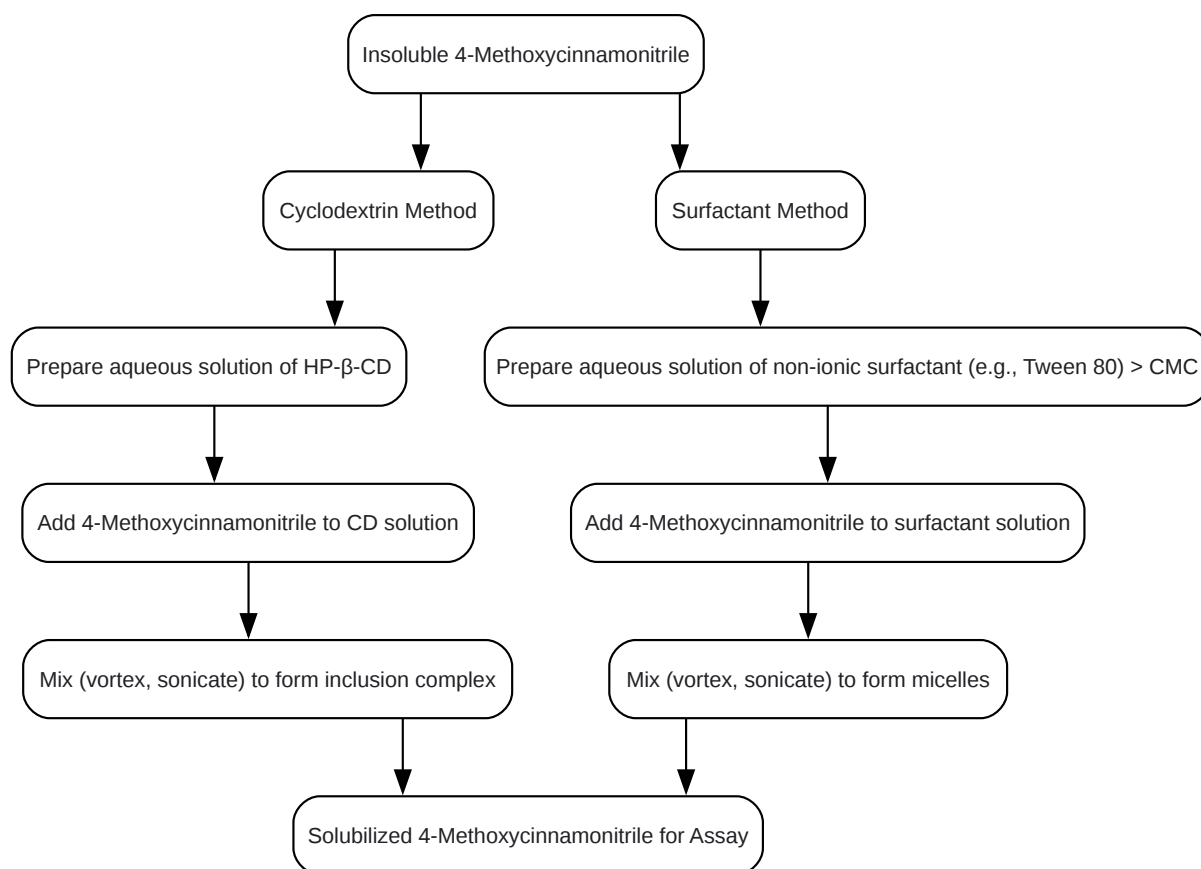 Insoluble 4-Methoxycinnamonitrile
Cyclodextrin Method
Surfactant Method
Prepare aqueous solution of HP-β-CD
Prepare aqueous solution of non-ionic surfactant (e.g., Tween 80) > CMC
Add 4-Methoxycinnamonitrile to CD solution
Add 4-Methoxycinnamonitrile to surfactant solution
Mix (vortex, sonicate) to form inclusion complex
Mix (vortex, sonicate) to form micelles
Solubilized 4-Methoxycinnamonitrile for Assay